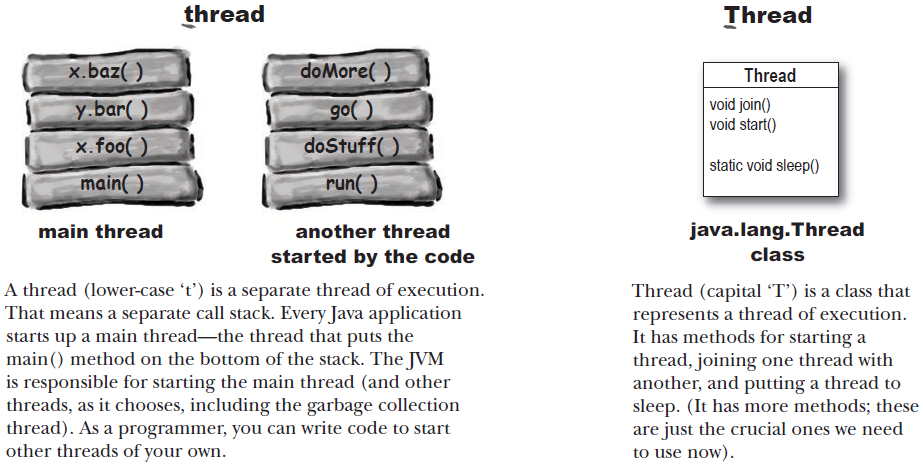 thread
x.baz( )
y.bar( )
x.foo( )
main( )
main thread
doMore( )
go( )
doStuff( )
run( )
another thread
started by the code
A thread (lower-case ‘t’) is a separate thread of execution.
That means a separate call stack. Every Java application
starts up a main thread—the thread that puts the
main() method on the bottom of the stack. The JVM
is responsible for starting the main thread (and other
threads, as it chooses, including the garbage collection
thread). As a programmer, you can write code to start
other threads of your own.
Thread
Thread
void join()
void start()
static void sleep()
java.lang.Thread
class
Thread (capital ‘T’) is a class that
represents a thread of execution.
It has methods for starting a
thread, joining one thread with
another, and putting a thread to
sleep. (It has more methods; these
are just the crucial ones we need
to use now).